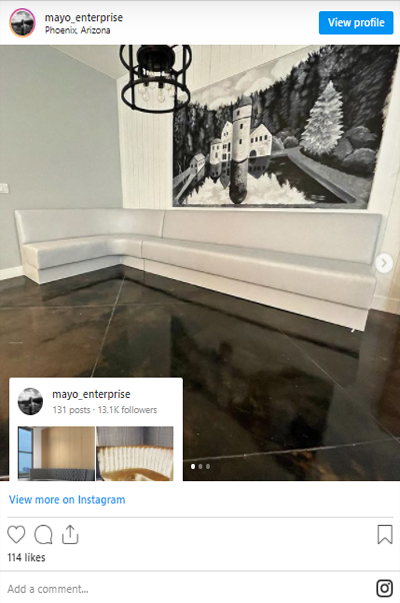 mayo_enterprise
Phoenix, Arizona
View profile
mayo_enterprise
131 posts · 13.1K followers
View more on Instagram
114 likes
Add a comment...